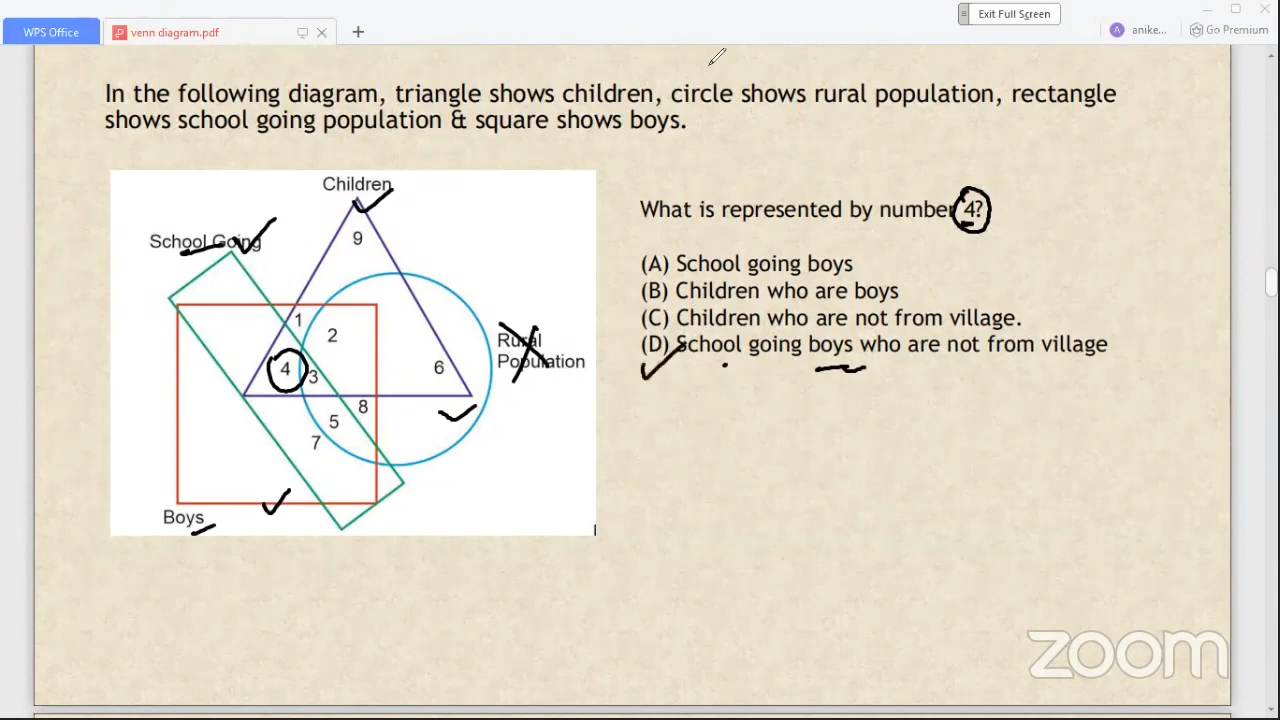 Exit Full Screen
WPS Office
venn diagram.pdf
A anike...
Go Premium
In the following diagram, triangle shows children, circle shows rural population, rectangle
shows school going population & square shows boys.
Children
School Going
9
1
2
4
3
6
8
5
7
Rural
Population
Boys
What is represented by number 4?
(A) School going boys
(B) Children who are boys
(C) Children who are not from village.
(D) School going boys who are not from village
zoom